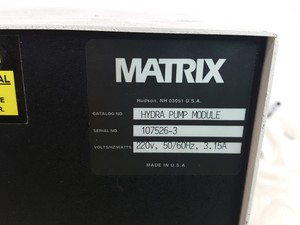 MATRIX
Hudson, NH 03051 U.S.A.
CATALOG NO. HYDRA PUMP MODULE
SERIAL NO. 107526-3
VOLTS/HZ/WATTS 220v, 50/60Hz, 3.15A
MADE IN U.S.A.
AL
E